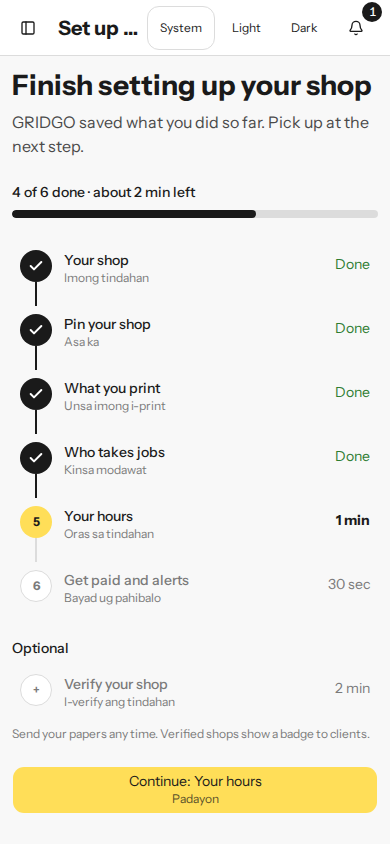 Set up ...
System
Light
Dark
1
Finish setting up your shop
GRIDGO saved what you did so far. Pick up at the
next step.
4 of 6 done · about 2 min left
Your shop
Done
Imong tindahan
Pin your shop
Done
Asa ka
What you print
Done
Unsa imong i-print
Who takes jobs
Done
Kinsa modawat
5
Your hours
1 min
Oras sa tindahan
6
Get paid and alerts
30 sec
Bayad ug pahibalo
Optional
+
Verify your shop
2 min
I-verify ang tindahan
Send your papers any time. Verified shops show a badge to clients.
Continue: Your hours
Padayon